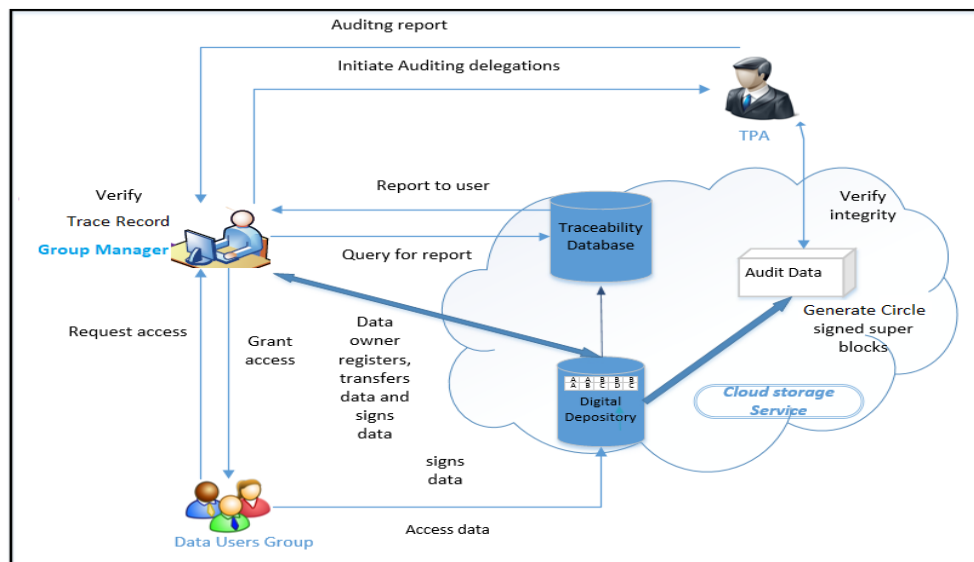 Auditng report
Initiate Auditing delegations
TPA
Verify
Trace Record
Group Manager
Report to user
Query for report
Traceability
Database
Verify
integrity
Audit Data
Generate Circle
signed super
blocks
Request access
Grant
access
Data
owner
registers,
transfers
data and
signs
data
A A B B B
A B C D C
Digital
Depository
Cloud storage
Service
signs
data
Access data
Data Users Group